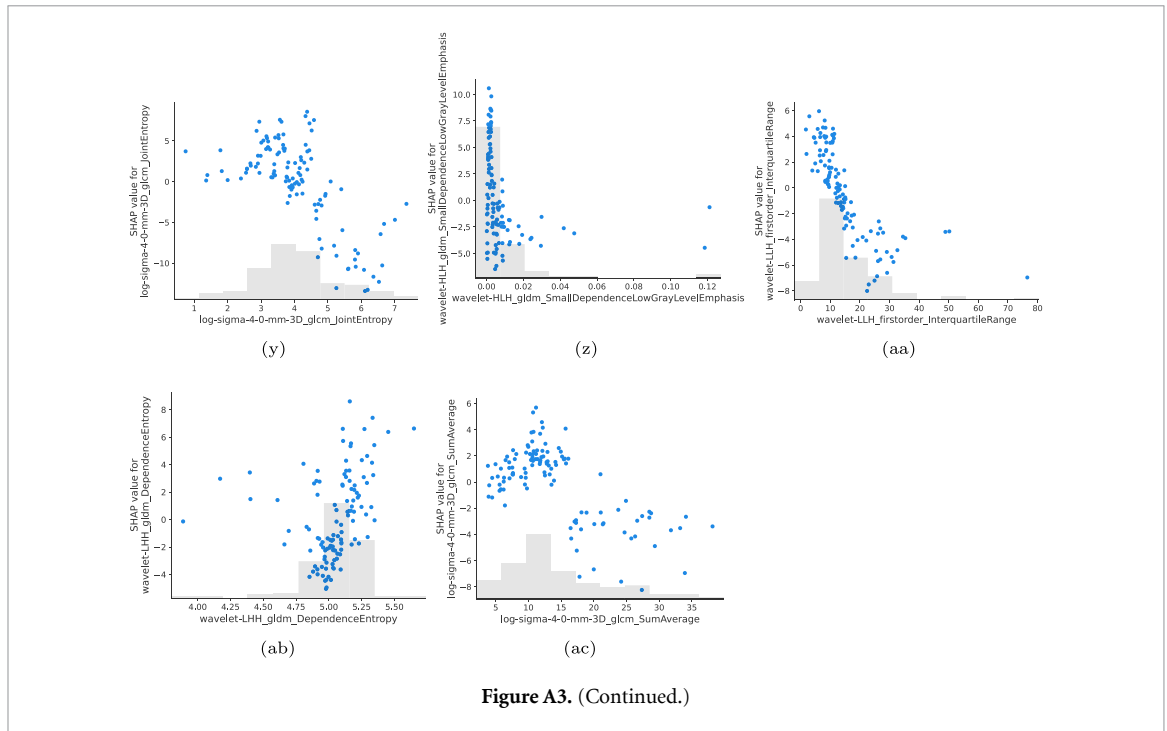 SHAP value for
log-sigma-4-0-mm-3D_glcm_JointEntropy
5
0
−5
−10
1 2 3 4 5 6 7
log-sigma-4-0-mm-3D_glcm_JointEntropy
(y)
SHAP value for
wavelet-HLH_gldm_SmallDependenceLowGrayLevelEmphasis
10.0
7.5
5.0
2.5
0.0
−2.5
−5.0
0.00 0.02 0.04 0.06 0.08 0.10 0.12
wavelet-HLH_gldm_SmallDependenceLowGrayLevelEmphasis
(z)
SHAP value for
wavelet-LLH_firstorder_InterquartileRange
6
4
2
0
−2
−4
−6
−8
0 10 20 30 40 50 60 70 80
wavelet-LLH_firstorder_InterquartileRange
(aa)
SHAP value for
wavelet-LHH_gldm_DependenceEntropy
8
6
4
2
0
−2
−4
4.00 4.25 4.50 4.75 5.00 5.25 5.50
wavelet-LHH_gldm_DependenceEntropy
(ab)
SHAP value for
log-sigma-4-0-mm-3D_glcm_SumAverage
6
4
2
0
−2
−4
−6
−8
5 10 15 20 25 30 35
log-sigma-4-0-mm-3D_glcm_SumAverage
(ac)
Figure A3. (Continued.)